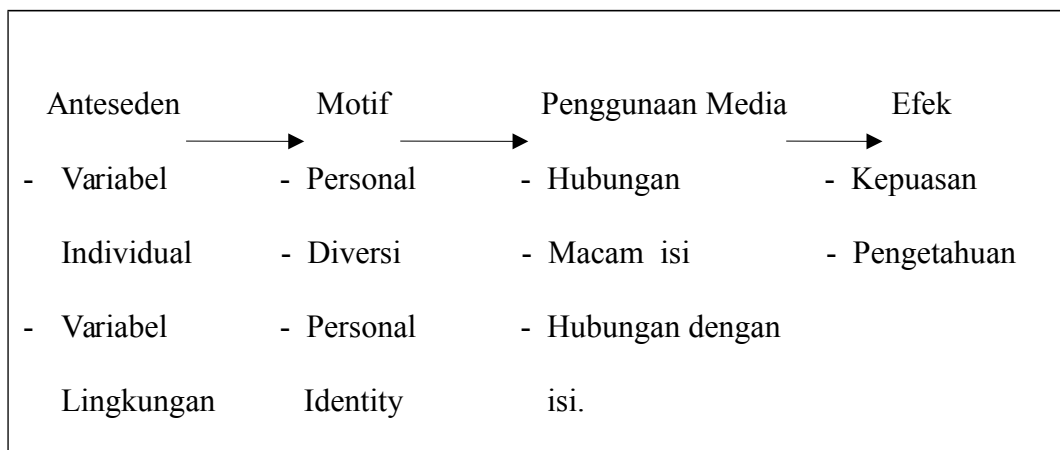 Anteseden Motif Penggunaan Media Efek
- Variabel - Personal - Hubungan - Kepuasan
Individual - Diversi - Macam isi - Pengetahuan
- Variabel - Personal - Hubungan dengan
Lingkungan Identity isi.